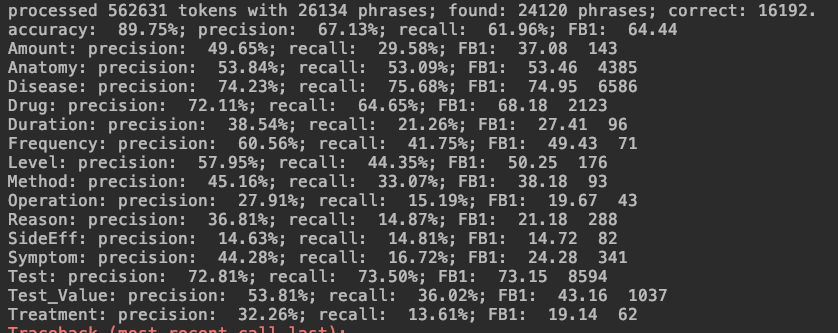 processed 562631 tokens with 26134 phrases; found: 24120 phrases; correct: 16192.
accuracy:  89.75%; precision:  67.13%; recall:  61.96%; FB1:  64.44
Amount: precision:  49.65%; recall:  29.58%; FB1:  37.08  143
Anatomy: precision:  53.84%; recall:  53.09%; FB1:  53.46  4385
Disease: precision:  74.23%; recall:  75.68%; FB1:  74.95  6586
Drug: precision:  72.11%; recall:  64.65%; FB1:  68.18  2123
Duration: precision:  38.54%; recall:  21.26%; FB1:  27.41  96
Frequency: precision:  60.56%; recall:  41.75%; FB1:  49.43  71
Level: precision:  57.95%; recall:  44.35%; FB1:  50.25  176
Method: precision:  45.16%; recall:  33.07%; FB1:  38.18  93
Operation: precision:  27.91%; recall:  15.19%; FB1:  19.67  43
Reason: precision:  36.81%; recall:  14.87%; FB1:  21.18  288
SideEff: precision:  14.63%; recall:  14.81%; FB1:  14.72  82
Symptom: precision:  44.28%; recall:  16.72%; FB1:  24.28  341
Test: precision:  72.81%; recall:  73.50%; FB1:  73.15  8594
Test_Value: precision:  53.81%; recall:  36.02%; FB1:  43.16  1037
Treatment: precision:  32.26%; recall:  13.61%; FB1:  19.14  62
Traceback (most recent call last):